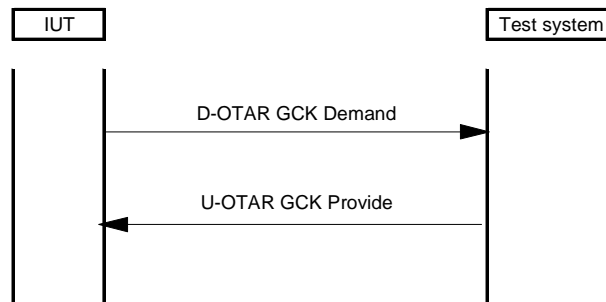 IUT
Test system
D-OTAR GCK Demand
U-OTAR GCK Provide